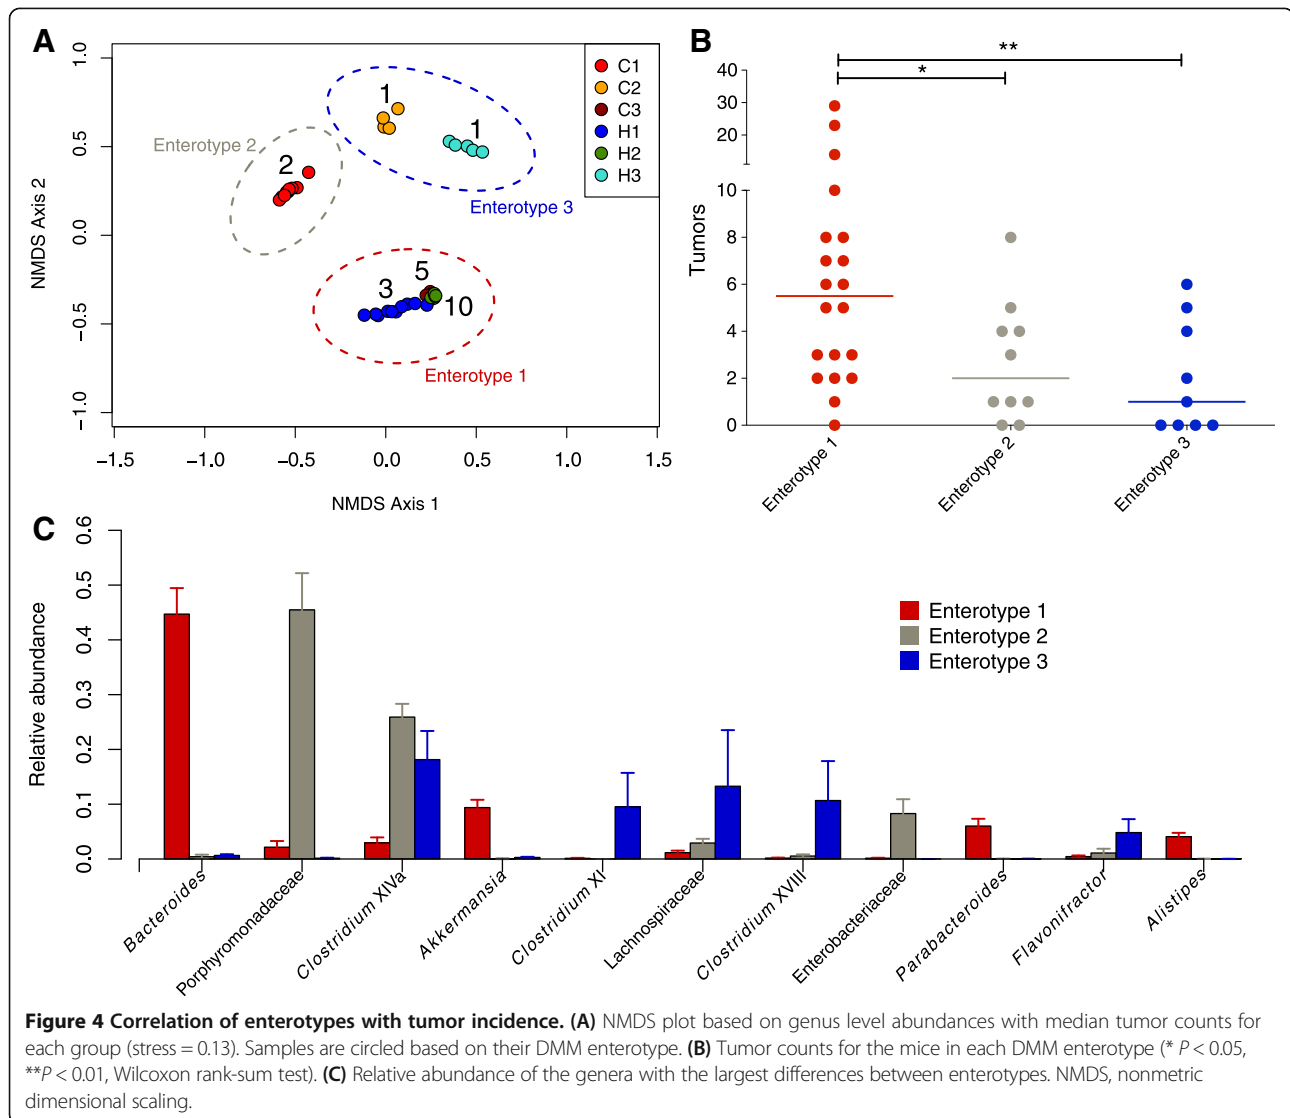 A
NMDS Axis 2
1.0
0.5
0.0
−0.5
−1.0
−1.5
−1.0
−0.5
0.0
0.5
1.0
1.5
NMDS Axis 1
Enterotype 2
2
1
1
Enterotype 3
3
5
10
Enterotype 1
C1
C2
C3
H1
H2
H3
B
**
*
Tumors
40
30
20
10
8
6
4
2
0
Enterotype 1
Enterotype 2
Enterotype 3
C
Relative abundance
0.6
0.5
0.4
0.3
0.2
0.1
0.0
Enterotype 1
Enterotype 2
Enterotype 3
Bacteroides
Porphyromonadaceae
Clostridium XIVa
Akkermansia
Clostridium XI
Lachnospiraceae
Clostridium XVIII
Enterobacteriaceae
Parabacteroides
Flavonifractor
Alistipes
Figure 4 Correlation of enterotypes with tumor incidence. (A) NMDS plot based on genus level abundances with median tumor counts for
each group (stress = 0.13). Samples are circled based on their DMM enterotype. (B) Tumor counts for the mice in each DMM enterotype (* P < 0.05,
**P < 0.01, Wilcoxon rank-sum test). (C) Relative abundance of the genera with the largest differences between enterotypes. NMDS, nonmetric
dimensional scaling.